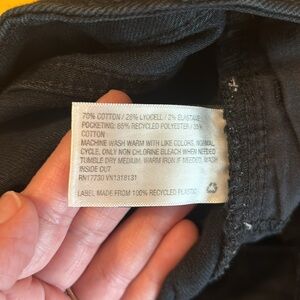 70% COTTON / 28% LYOCELL / 2% ELASTANE
POCKETING: 65% RECYCLED POLYESTER / 35%
COTTON
MACHINE WASH WARM WITH LIKE COLORS, NORMAL
CYCLE, ONLY NON CHLORINE BLEACH WHEN NEEDED
TUMBLE DRY MEDIUM, WARM IRON IF NEEDED, WASH
INSIDE OUT
RN17730 VN1318131
LABEL MADE FROM 100% RECYCLED PLASTIC